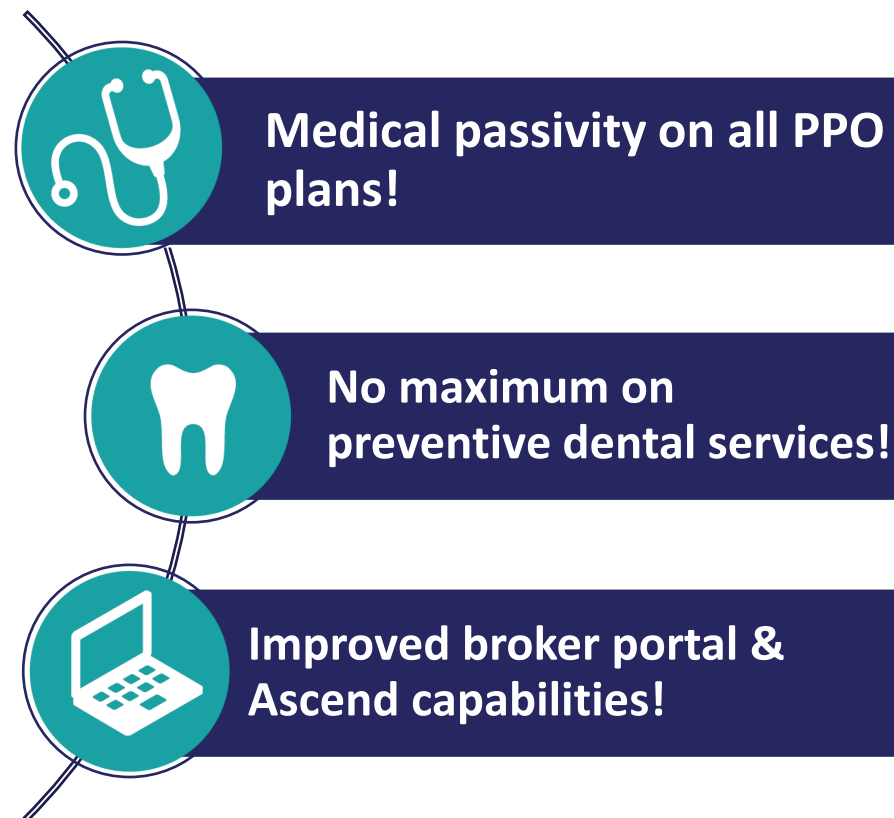 Medical passivity on all PPO
plans!
No maximum on
preventive dental services!
Improved broker portal &
Ascend capabilities!